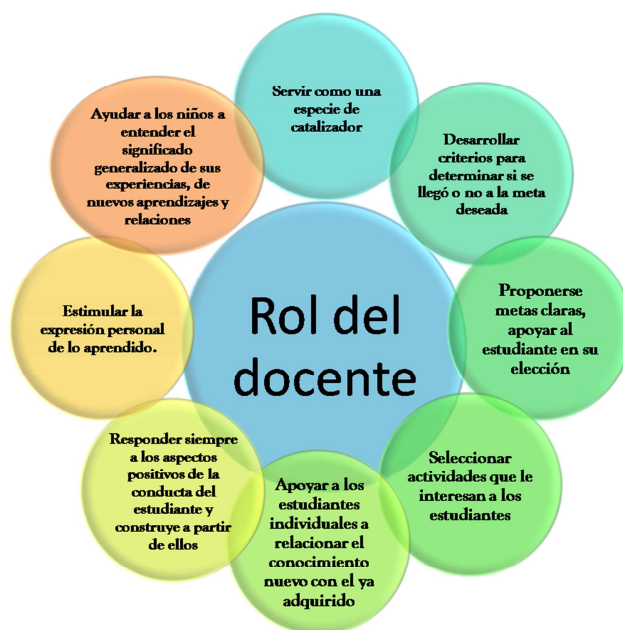 Servir como una
especie de
catalizador
Desarrollar
criterios para
determinar si se
llegó o no a la meta
deseada
Proponerse
metas claras,
apoyar al
estudiante en su
elección
Seleccionar
actividades que le
interesan a los
estudiantes
Apoyar a los
estudiantes
individuales a
relacionar el
conocimiento
nuevo con el ya
adquirido
Responder siempre
a los aspectos
positivos de la
conducta del
estudiante y
construye a partir
de ellos
Estimular la
expresión personal
de lo aprendido.
Ayudar a los niños a
entender el
significado
generalizado de sus
experiencias, de
nuevos aprendizajes y
relaciones
Rol del
docente